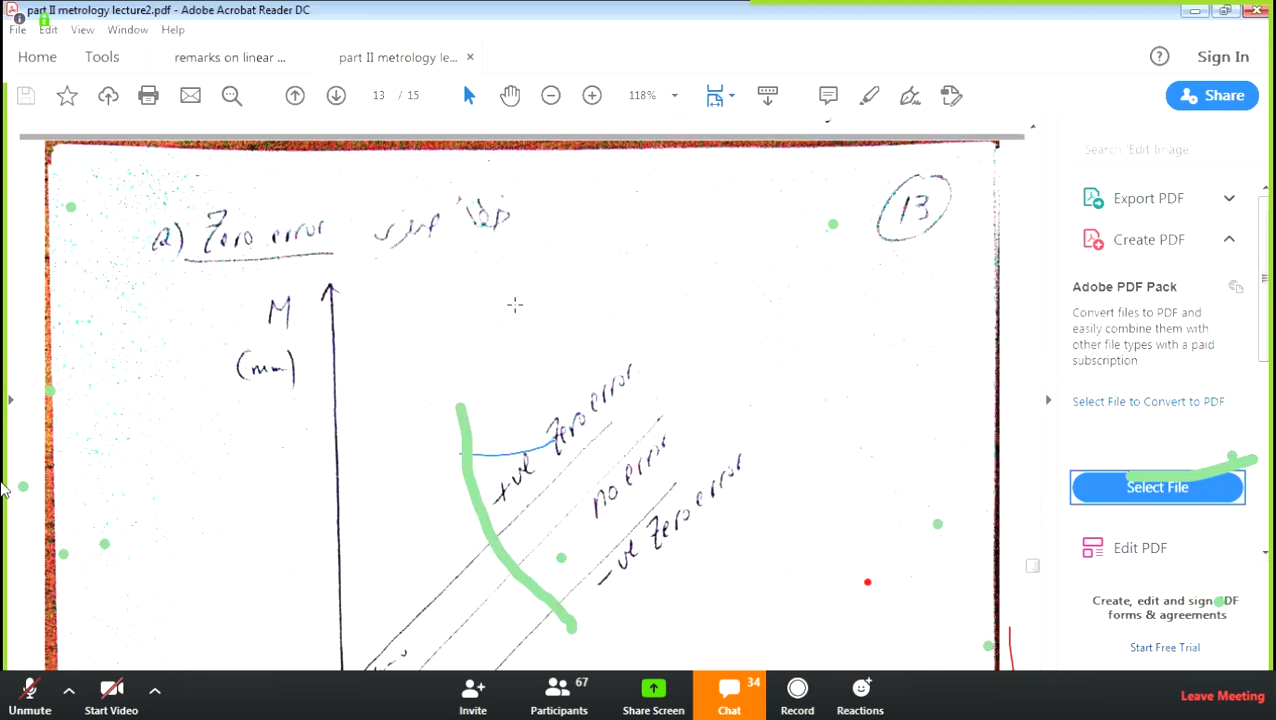 part II metrology lecture2.pdf - Adobe Acrobat Reader DC
File Edit View Window Help
Home Tools remarks on linear ... part II metrology le... × Sign In
13 / 15 118% Share
Search 'Edit Image'
Export PDF
Create PDF
Adobe PDF Pack
Convert files to PDF and
easily combine them with
other file types with a paid
subscription
Select File to Convert to PDF
Select File
Edit PDF
Create, edit and sign PDF
forms & agreements
Start Free Trial
13
a) Zero error
M
(mm)
+ve Zero error
no error
-ve Zero error
Unmute Start Video Invite Participants 67 Share Screen Chat 34 Record Reactions Leave Meeting